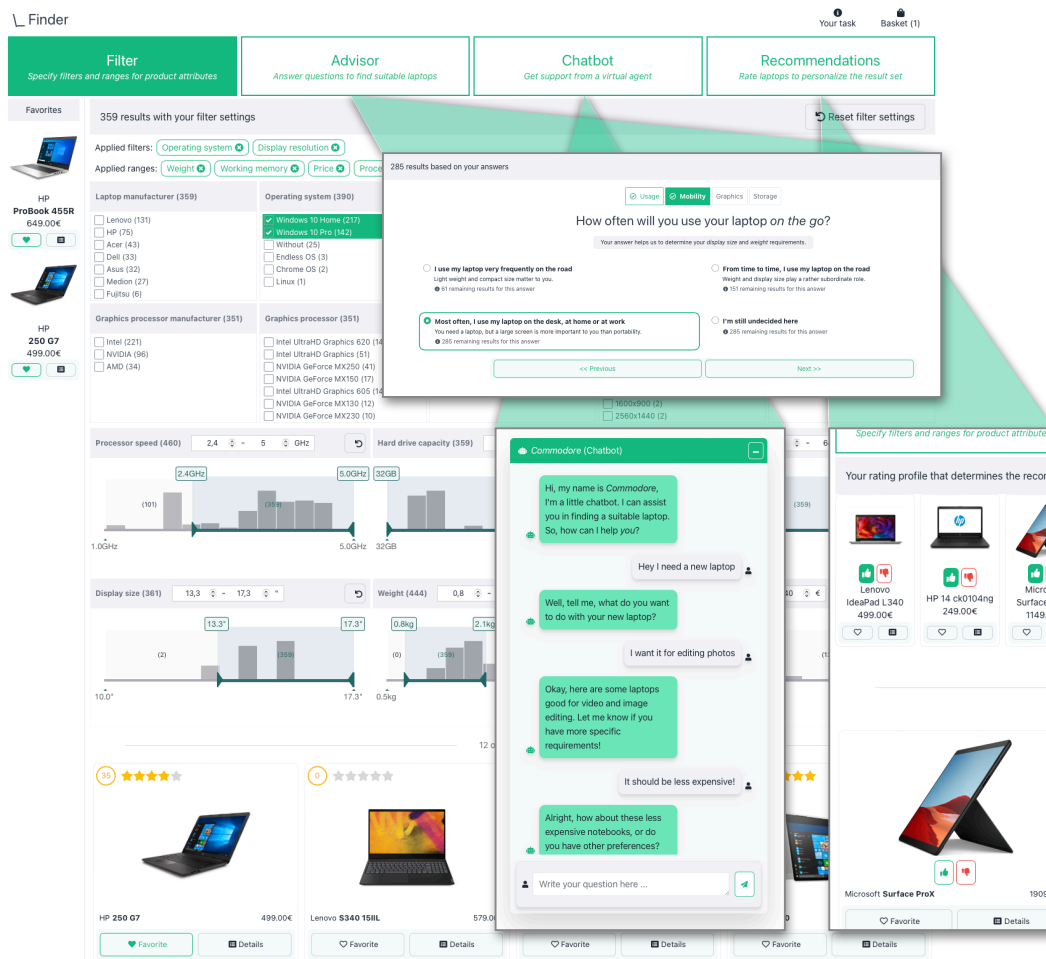 Finder
Your task
Basket (1)
Filter
Specify filters and ranges for product attributes
Advisor
Answer questions to find suitable laptops
Chatbot
Get support from a virtual agent
Recommendations
Rate laptops to personalize the result set
Favorites
HP
ProBook 455R
649.00€
HP
250 G7
499.00€
359 results with your filter settings
Reset filter settings
Applied filters: Operating system Display resolution
Applied ranges: Weight Working memory Price
Laptop manufacturer (359)
Lenovo (131)
HP (75)
Acer (43)
Dell (33)
Asus (32)
Medion (27)
Fujitsu (6)
Operating system (390)
Windows 10 Home (217)
Windows 10 Pro (142)
Without (25)
Endless OS (3)
Chrome OS (2)
Linux (1)
Graphics processor manufacturer (351)
Intel (221)
NVIDIA (96)
AMD (34)
Graphics processor (351)
Intel UltraHD Graphics 620 (14
Intel UltraHD Graphics (51)
NVIDIA GeForce MX250 (41)
NVIDIA GeForce MX150 (17)
Intel UltraHD Graphics 605 (14
NVIDIA GeForce MX130 (12)
NVIDIA GeForce MX230 (10)
1600x900 (2)
2560x1440 (2)
285 results based on your answers
Usage Mobility Graphics Storage
How often will you use your laptop on the go?
Your answer helps us to determine your display size and weight requirements.
I use my laptop very frequently on the road
Light weight and compact size matter to you.
61 remaining results for this answer
From time to time, I use my laptop on the road
Weight and display size play a rather subordinate role.
151 remaining results for this answer
Most often, I use my laptop on the desk, at home or at work
You need a laptop, but a large screen is more important to you than portability.
285 remaining results for this answer
I'm still undecided here
285 remaining results for this answer
<< Previous
Next >>
Processor speed (460) 2,4 - 5 GHz
2.4GHz 5.0GHz
(101) (359)
1.0GHz 5.0GHz
Hard drive capacity (359)
32GB
32GB
(359)
Display size (361) 13,3 - 17,3 "
13.3" 17.3"
(2) (359)
10.0" 17.3"
Weight (444) 0,8 -
0.8kg 2.1kg
(0) (359)
0.5kg
40 €
12 o
35
HP 250 G7 499.00€
Favorite Details
0
Lenovo S340 15IIL 579.0
Favorite Details
Favorite Details
Favorite Details
Commodore (Chatbot)
Hi, my name is Commodore,
I'm a little chatbot. I can assist
you in finding a suitable laptop.
So, how can I help you?
Hey I need a new laptop
Well, tell me, what do you want
to do with your new laptop?
I want it for editing photos
Okay, here are some laptops
good for video and image
editing. Let me know if you
have more specific
requirements!
It should be less expensive!
Alright, how about these less
expensive notebooks, or do
you have other preferences?
Write your question here ...
Specify filters and ranges for product attribute
Your rating profile that determines the recor
Lenovo
IdeaPad L340
499.00€
HP 14 ck0104ng
249.00€
Micro
Surface
1149.
Microsoft Surface ProX 1909
Favorite Details